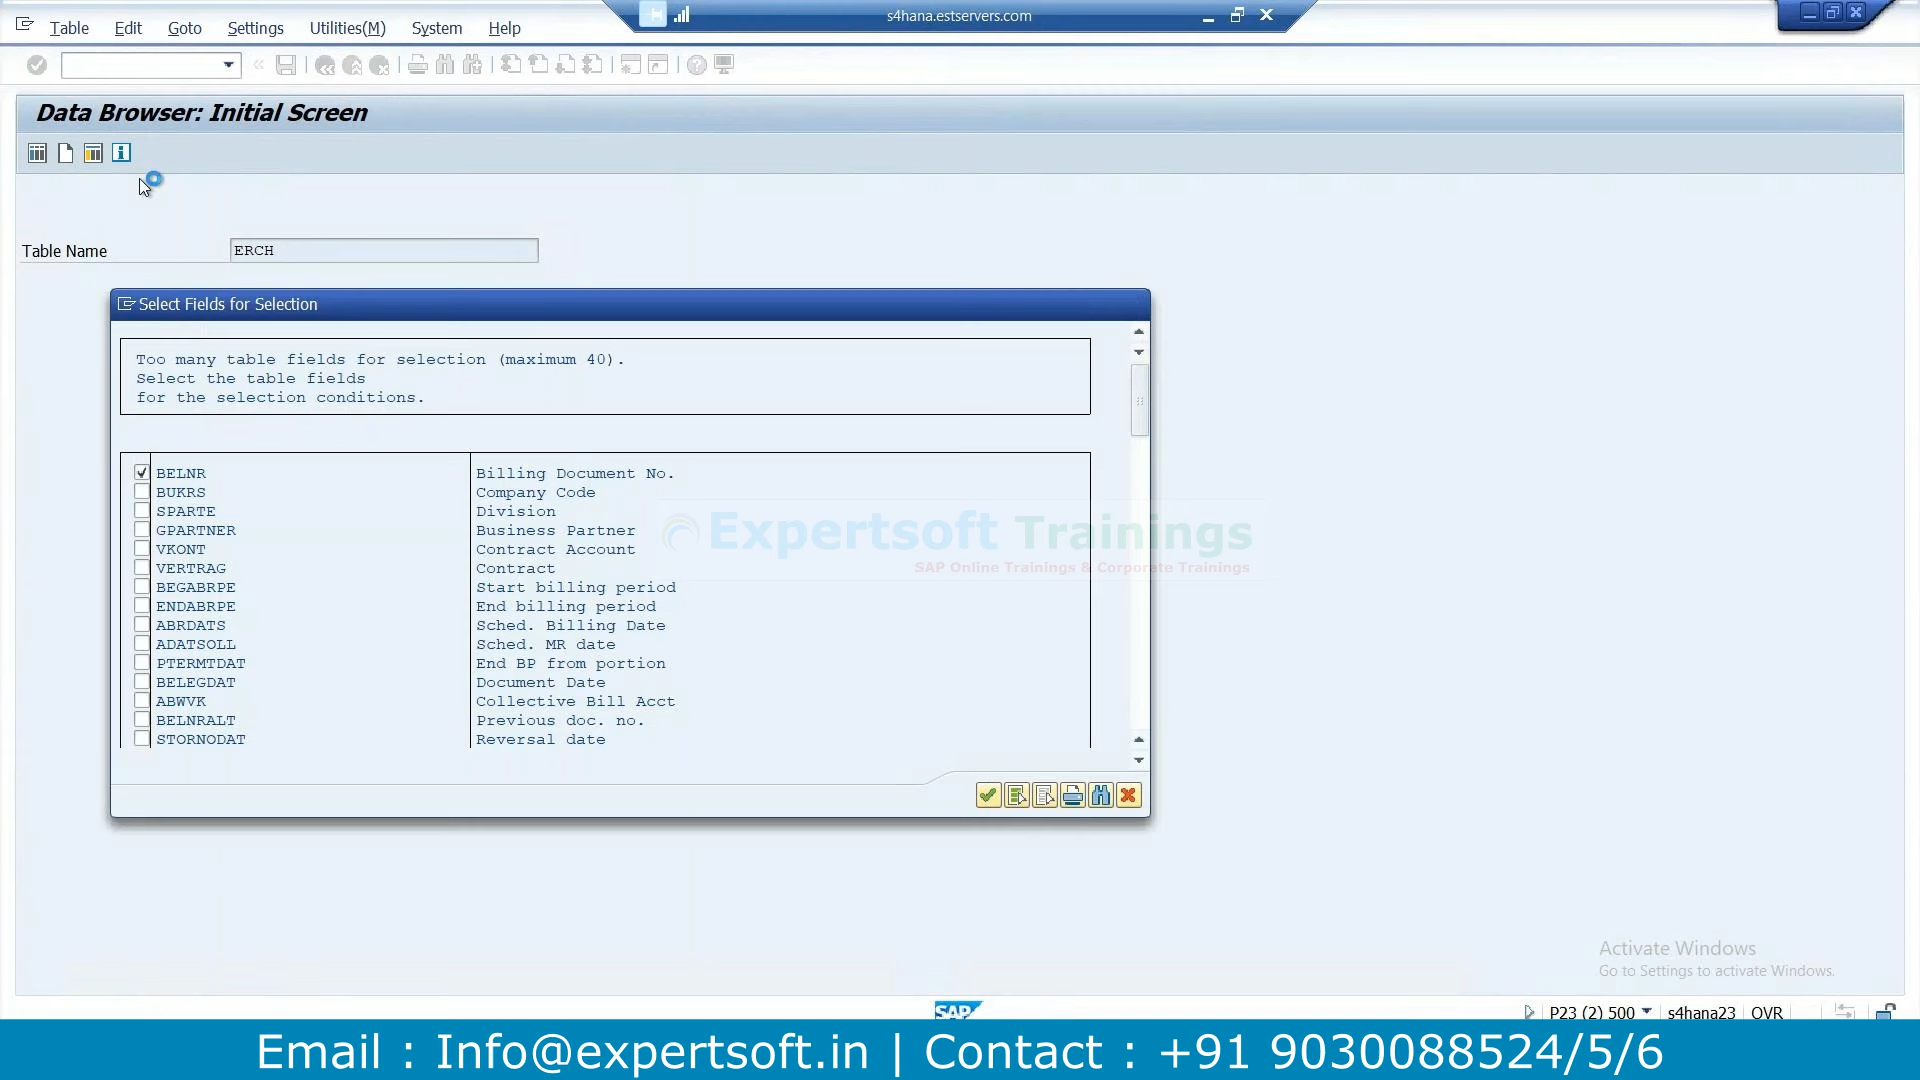 s4hana.estservers.com
Table Edit Goto Settings Utilities(M) System Help
Data Browser: Initial Screen
Table Name ERCH
Select Fields for Selection
Too many table fields for selection (maximum 40).
Select the table fields
for the selection conditions.
BELNR Billing Document No.
BUKRS Company Code
SPARTE Division
GPARTNER Business Partner
VKONT Contract Account
VERTRAG Contract
BEGABRPE Start billing period
ENDABRPE End billing period
ABRDATS Sched. Billing Date
ADATSOLL Sched. MR date
PTERMTDAT End BP from portion
BELEGDAT Document Date
ABWVK Collective Bill Acct
BELNRALT Previous doc. no.
STORNODAT Reversal date
Expertsoft Trainings
SAP Online Trainings & Corporate Trainings
Activate Windows
Go to Settings to activate Windows.
SAP
P23 (2) 500 s4hana23 OVR
Email : Info@expertsoft.in | Contact : +91 9030088524/5/6